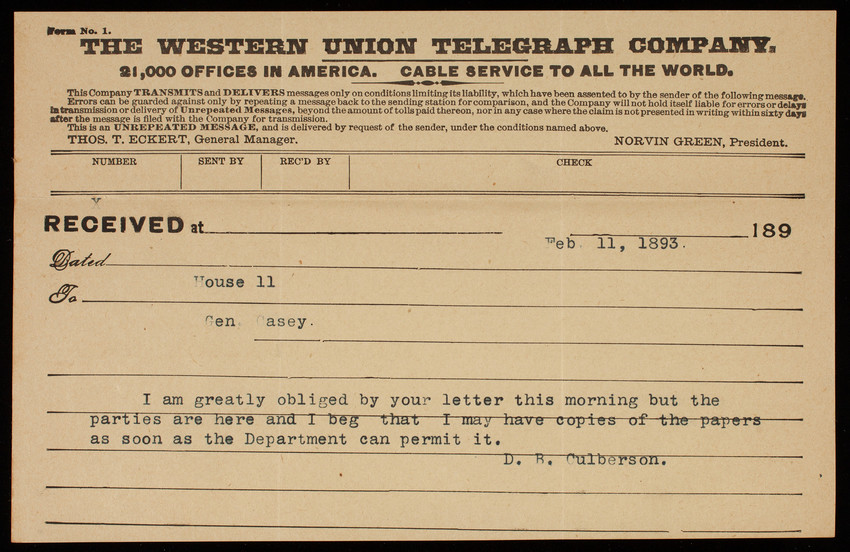 Form No. 1.
THE WESTERN UNION TELEGRAPH COMPANY.
21,000 OFFICES IN AMERICA. CABLE SERVICE TO ALL THE WORLD.
This Company TRANSMITS and DELIVERS messages only on conditions limiting its liability, which have been assented to by the sender of the following message.
Errors can be guarded against only by repeating a message back to the sending station for comparison, and the Company will not hold itself liable for errors or delays
in transmission or delivery of Unrepeated Messages, beyond the amount of tolls paid thereon, nor in any case where the claim is not presented in writing within sixty days
after the message is filed with the Company for transmission.
This is an UNREPEATED MESSAGE, and is delivered by request of the sender, under the conditions named above.
THOS. T. ECKERT, General Manager. NORVIN GREEN, President.
NUMBER SENT BY REC'D BY CHECK
RECEIVED at 189
Feb. 11, 1893.
Dated
House 11
To
Gen. Casey.
I am greatly obliged by your letter this morning but the
parties are here and I beg that I may have copies of the papers
as soon as the Department can permit it.
D. B. Culberson.